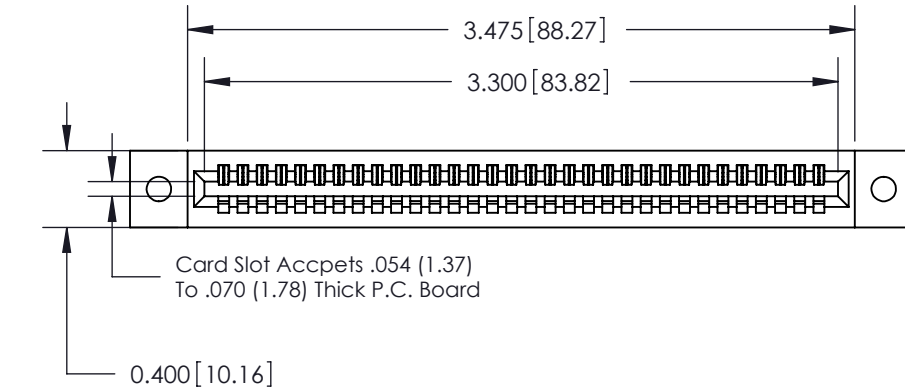 3.475[88.27]
3.300[83.82]
Card Slot Accpets .054 (1.37)
To .070 (1.78) Thick P.C. Board
0.400[10.16]